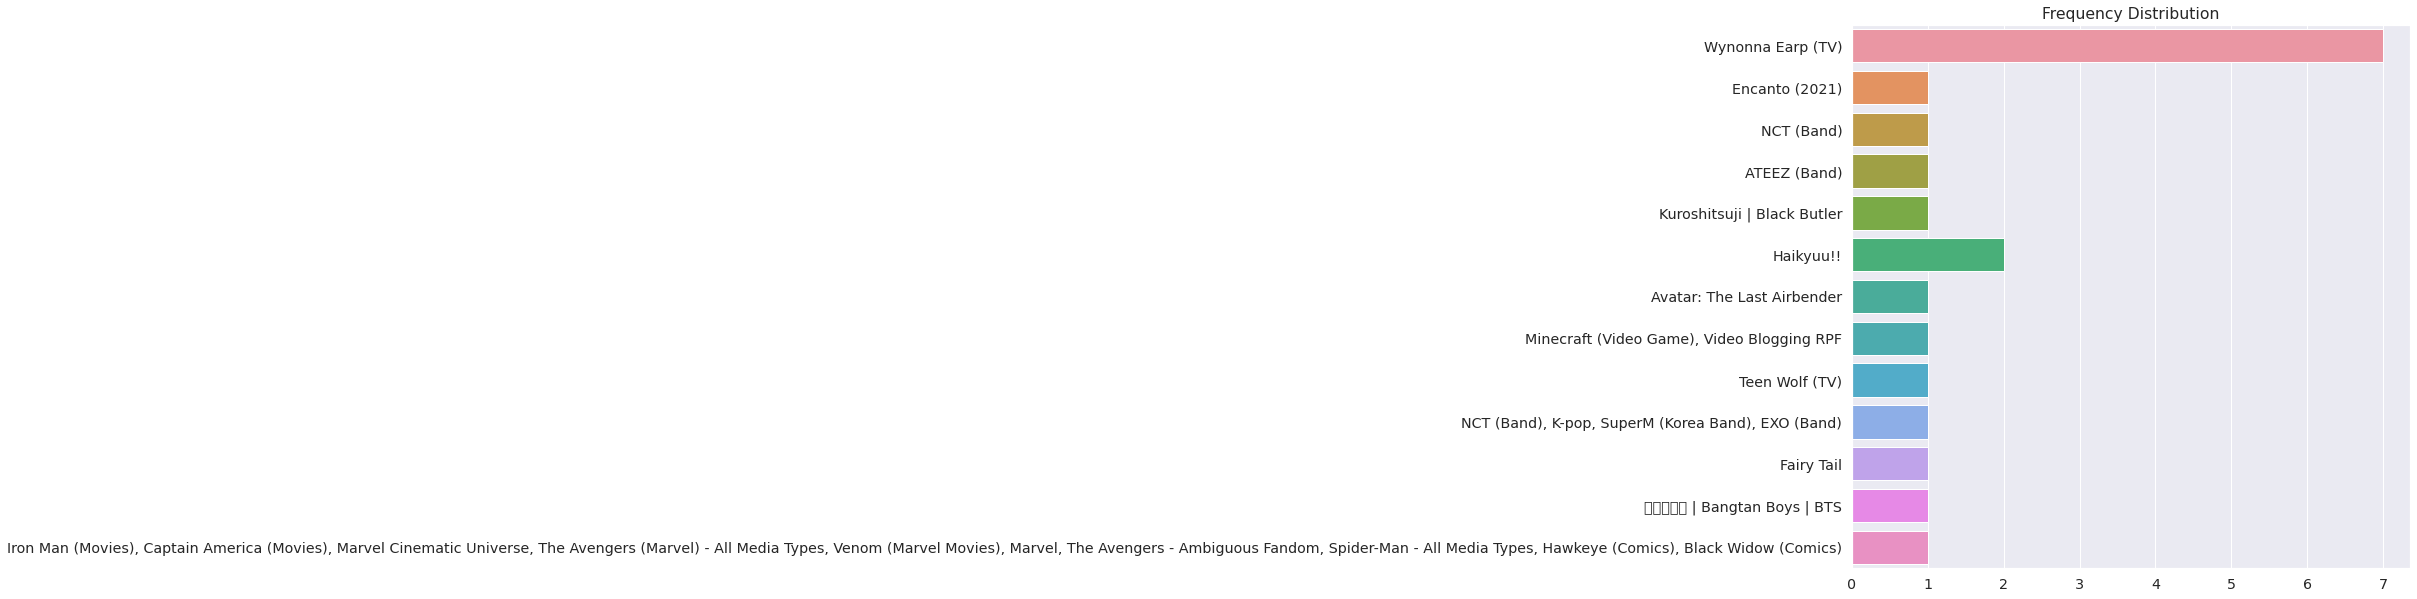 Frequency Distribution
Wynonna Earp (TV)
Encanto (2021)
NCT (Band)
ATEEZ (Band)
Kuroshitsuji | Black Butler
Haikyuu!!
Avatar: The Last Airbender
Minecraft (Video Game), Video Blogging RPF
Teen Wolf (TV)
NCT (Band), K-pop, SuperM (Korea Band), EXO (Band)
Fairy Tail
| Bangtan Boys | BTS
Iron Man (Movies), Captain America (Movies), Marvel Cinematic Universe, The Avengers (Marvel) - All Media Types, Venom (Marvel Movies), Marvel, The Avengers - Ambiguous Fandom, Spider-Man - All Media Types, Hawkeye (Comics), Black Widow (Comics)
0 1 2 3 4 5 6 7